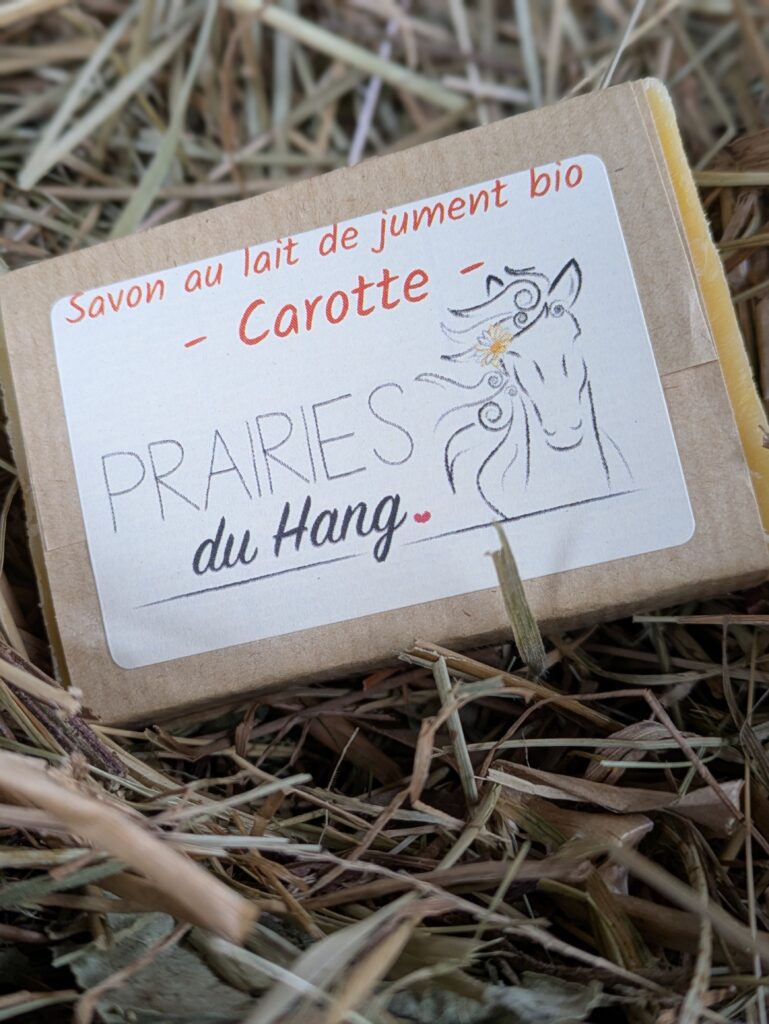 Savon au lait de jument bio
- Carotte -
PRAIRIES
du Hang